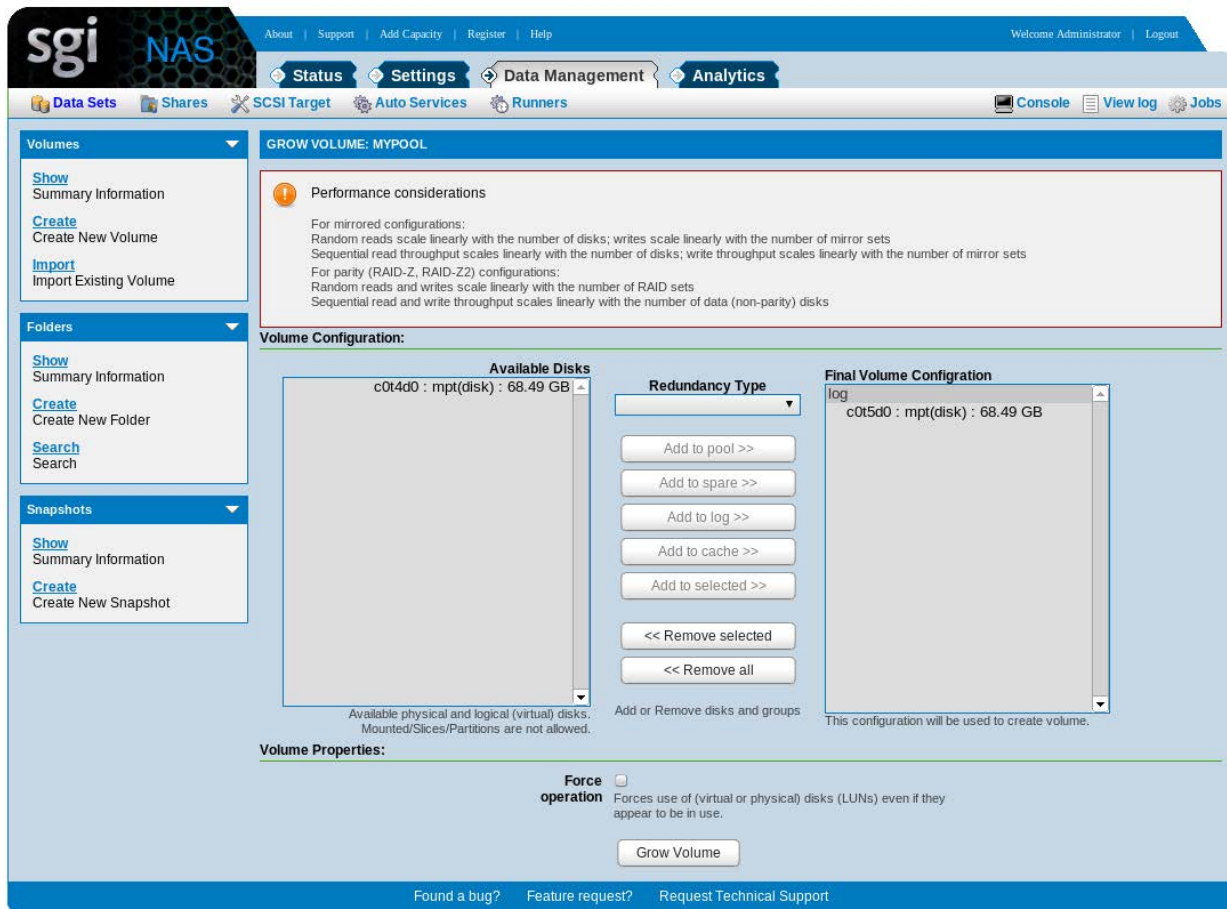 sgi NAS
About | Support | Add Capacity | Register | Help
Welcome Administrator | Logout
Status Settings Data Management Analytics
Data Sets Shares SCSI Target Auto Services Runners
Console View log Jobs
Volumes
Show
Summary Information
Create
Create New Volume
Import
Import Existing Volume
Folders
Show
Summary Information
Create
Create New Folder
Search
Search
Snapshots
Show
Summary Information
Create
Create New Snapshot
GROW VOLUME: MYPOOL
Performance considerations
For mirrored configurations:
Random reads scale linearly with the number of disks; writes scale linearly with the number of mirror sets
Sequential read throughput scales linearly with the number of disks; write throughput scales linearly with the number of mirror sets
For parity (RAID-Z, RAID-Z2) configurations:
Random reads and writes scale linearly with the number of RAID sets
Sequential read and write throughput scales linearly with the number of data (non-parity) disks
Volume Configuration:
Available Disks
c0t4d0 : mpt(disk) : 68.49 GB
Available physical and logical (virtual) disks.
Mounted/Slices/Partitions are not allowed.
Redundancy Type
Add to pool >>
Add to spare >>
Add to log >>
Add to cache >>
Add to selected >>
<< Remove selected
<< Remove all
Add or Remove disks and groups
Final Volume Configration
log
c0t5d0 : mpt(disk) : 68.49 GB
This configuration will be used to create volume.
Volume Properties:
Force
operation
Forces use of (virtual or physical) disks (LUNs) even if they
appear to be in use.
Grow Volume
Found a bug? Feature request? Request Technical Support